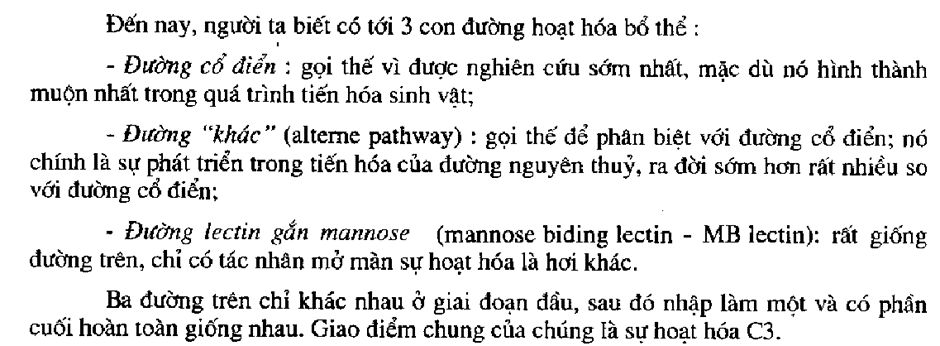 Đến nay, người ta biết có tới 3 con đường hoạt hóa bổ thể :
- Đường cổ điển : gọi thế vì được nghiên cứu sớm nhất, mặc dù nó hình thành
muộn nhất trong quá trình tiến hóa sinh vật;
- Đường "khác" (alterne pathway) : gọi thế để phân biệt với đường cổ điển; nó
chính là sự phát triển trong tiến hóa của đường nguyên thuỷ, ra đời sớm hơn rất nhiều so
với đường cổ điển;
- Đường lectin gắn mannose (mannose biding lectin - MB lectin): rất giống
đường trên, chỉ có tác nhân mở màn sự hoạt hóa là hơi khác.
Ba đường trên chỉ khác nhau ở giai đoạn đầu, sau đó nhập làm một và có phần
cuối hoàn toàn giống nhau. Giao điểm chung của chúng là sự hoạt hóa C3.